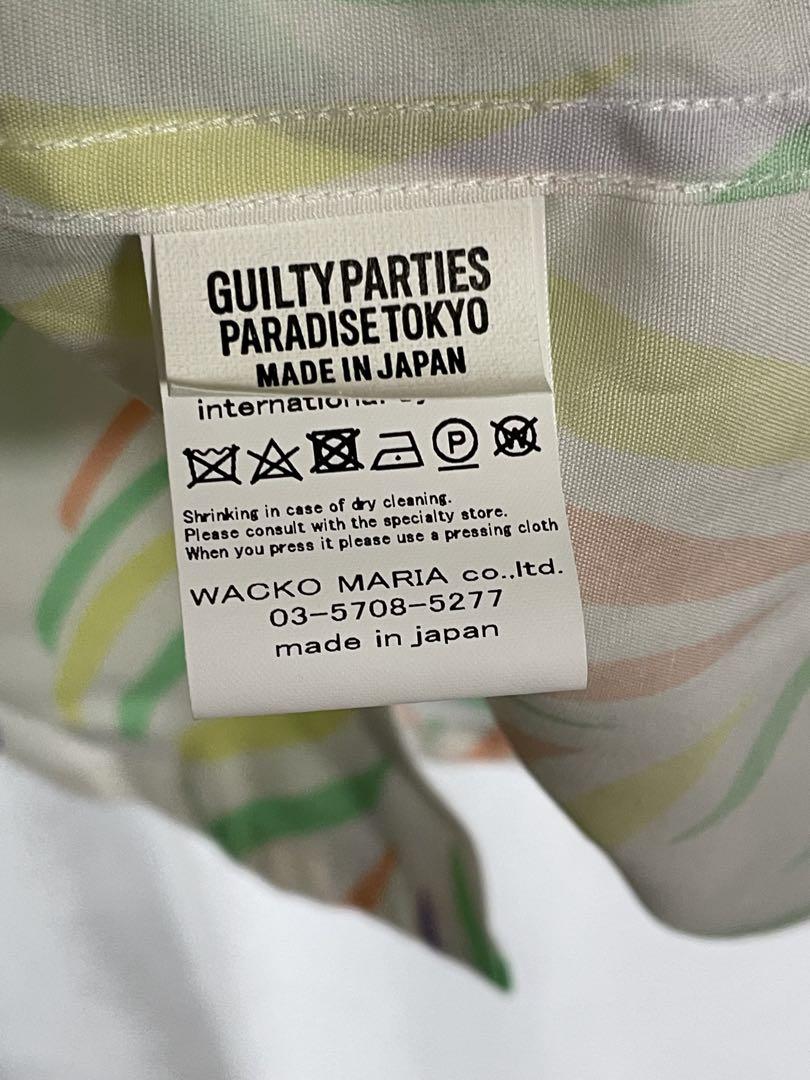 GUILTY PARTIES
PARADISE TOKYO
MADE IN JAPAN
international
P
W
Shrinking in case of dry cleaning.
Please consult with the specialty store.
When you press it please use a pressing cloth
WACKO MARIA co.,ltd.
03-5708-5277
made in japan